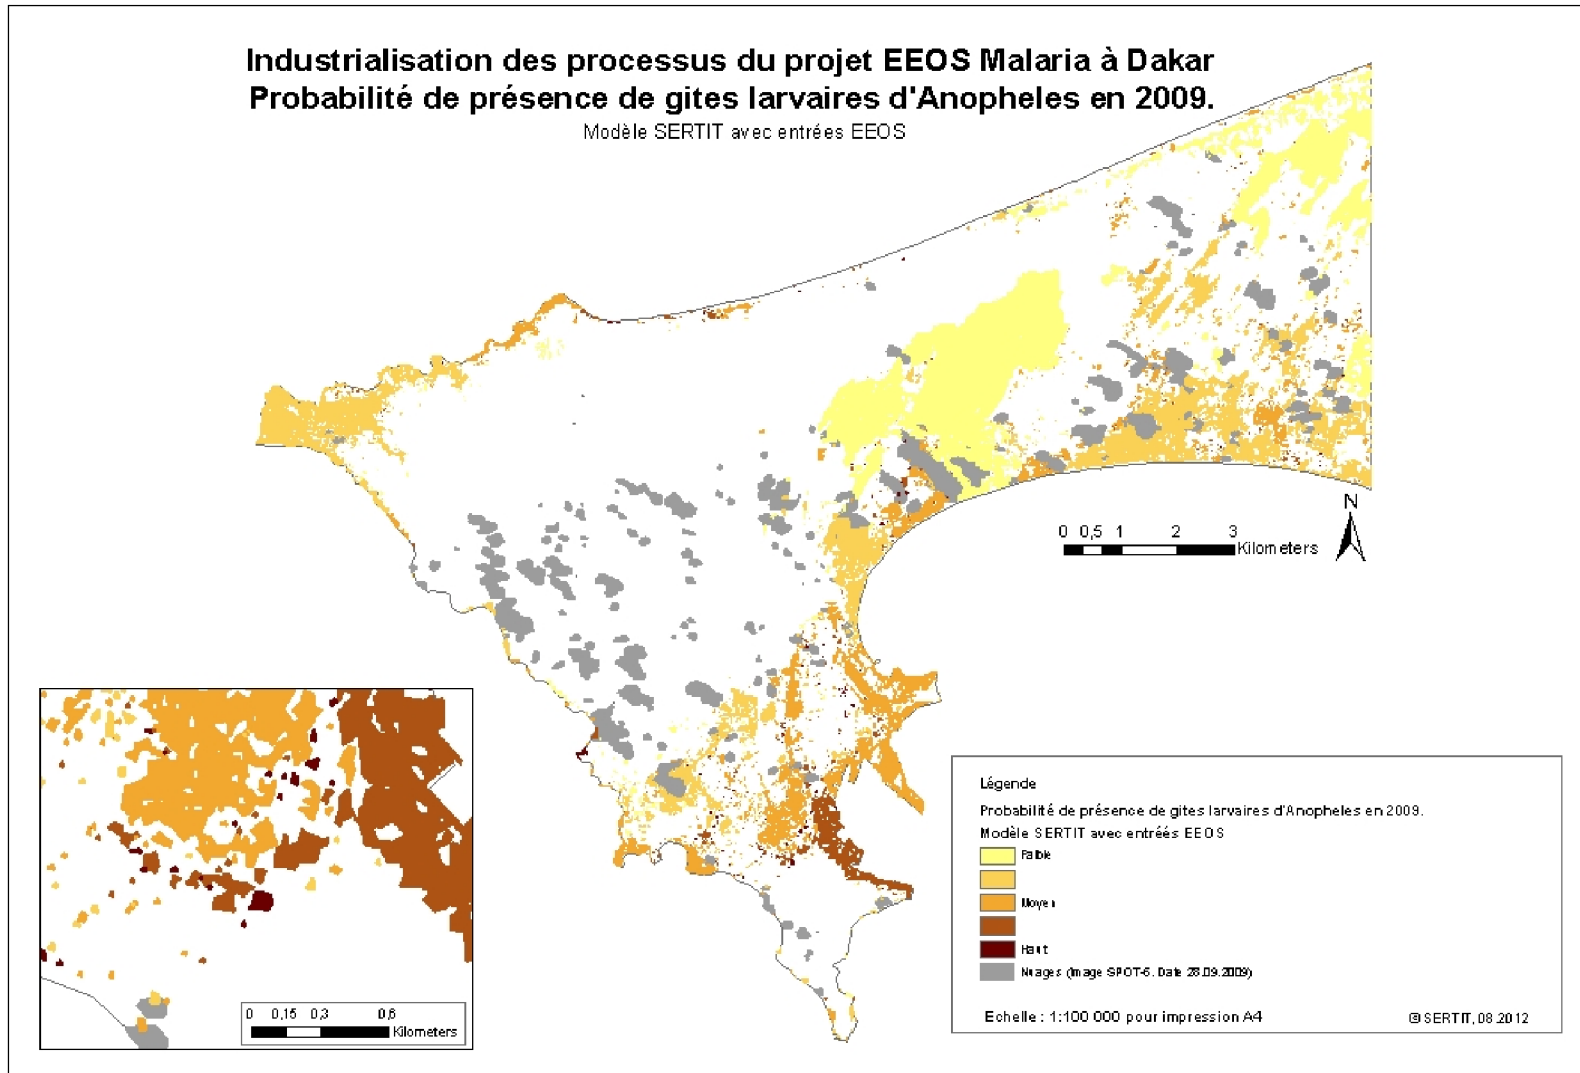 Industrialisation des processus du projet EEOS Malaria à Dakar
Probabilité de présence de gites larvaires d'Anopheles en 2009.
Modèle SERTIT avec entrées EEOS
N
0 0,5 1 2 3
Kilometers
Légende
Probabilité de présence de gites larvaires d'Anopheles en 2009.
Modèle SERTIT avec entréés EEOS
Faible
Moyen
Haut
Nuages (Image SPOT-5. Date 28.09.2009)
Echelle : 1:100 000 pour impression A4
© SERTIT, 08.2012
0 0,15 0,3 0,6
Kilometers